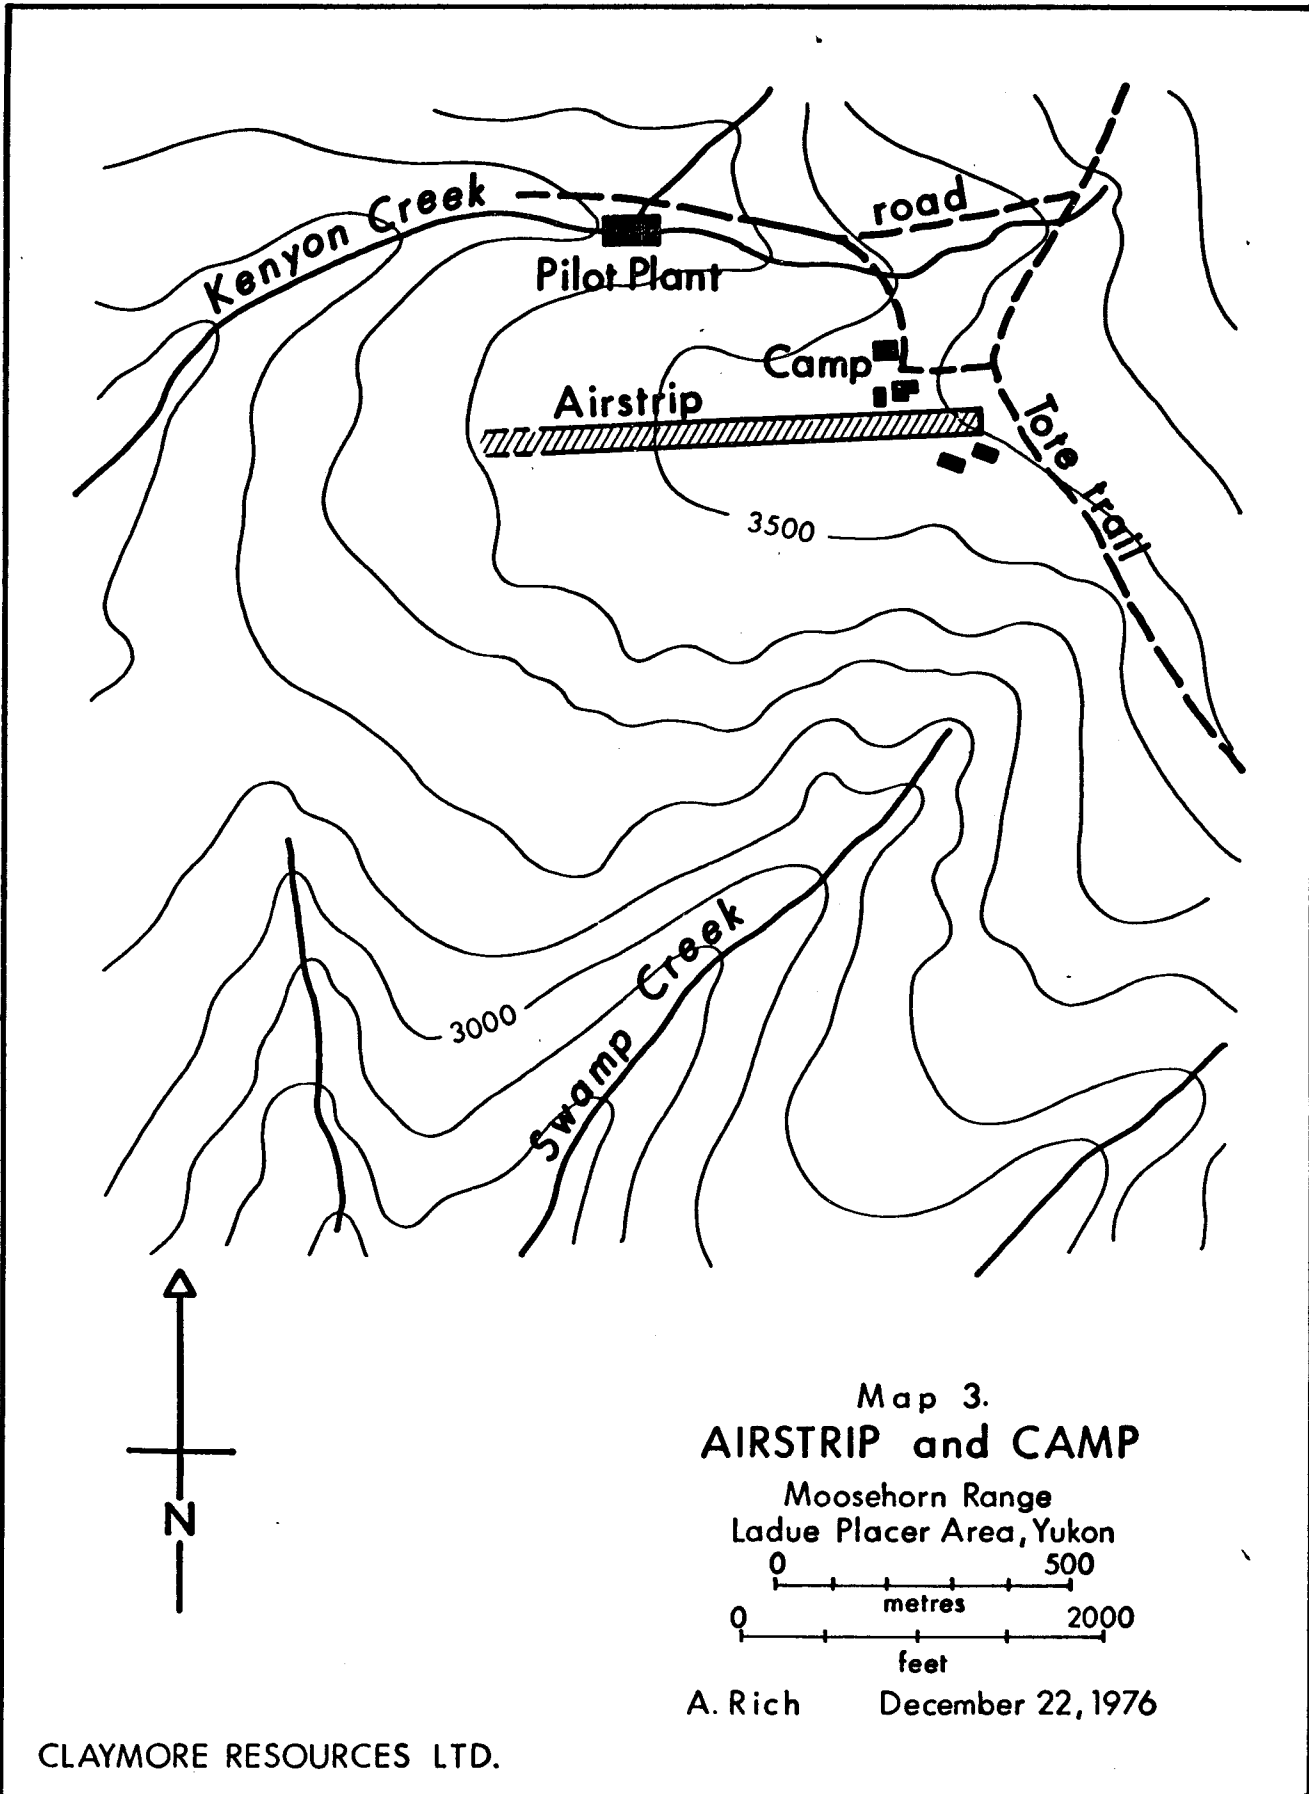 road
Kenyon Creek
Pilot Plant
Camp
Airstrip
Tote trail
3500
Swamp Creek
3000
N
Map 3.
AIRSTRIP and CAMP
Moosehorn Range
Ladue Placer Area, Yukon
0 500
metres
0 2000
feet
A. Rich December 22, 1976
CLAYMORE RESOURCES LTD.